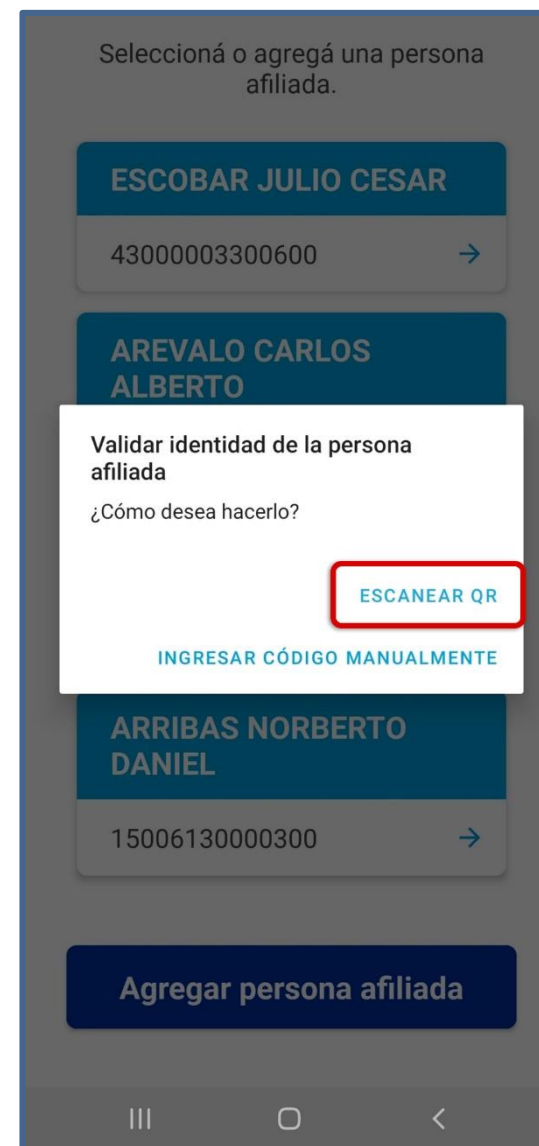 Seleccioná o agregá una persona
afiliada.
ESCOBAR JULIO CESAR
43000003300600
AREVALO CARLOS
ALBERTO
Validar identidad de la persona
afiliada
¿Cómo desea hacerlo?
ESCANEAR QR
INGRESAR CÓDIGO MANUALMENTE
ARRIBAS NORBERTO
DANIEL
15006130000300
Agregar persona afiliada